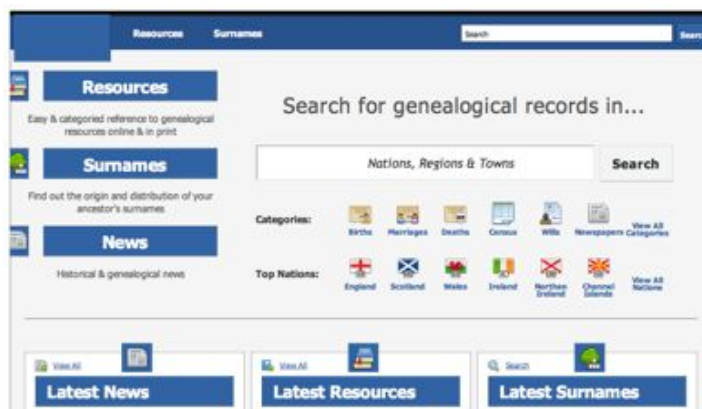 Resources Surnames
Search
Search
Resources
Easy & categoried reference to genealogical
resources online & in print
Surnames
Find out the origin and distribution of your
ancestor's surnames
News
Historical & genealogical news
Search for genealogical records in...
Nations, Regions & Towns
Search
Categories:
Births Marriages Deaths Census Wills Newspapers View All
Categories
Top Nations:
England Scotland Wales Ireland Northen
Ireland Channel
Islands View All
Nations
View All
Latest News
View All
Latest Resources
Search
Latest Surnames